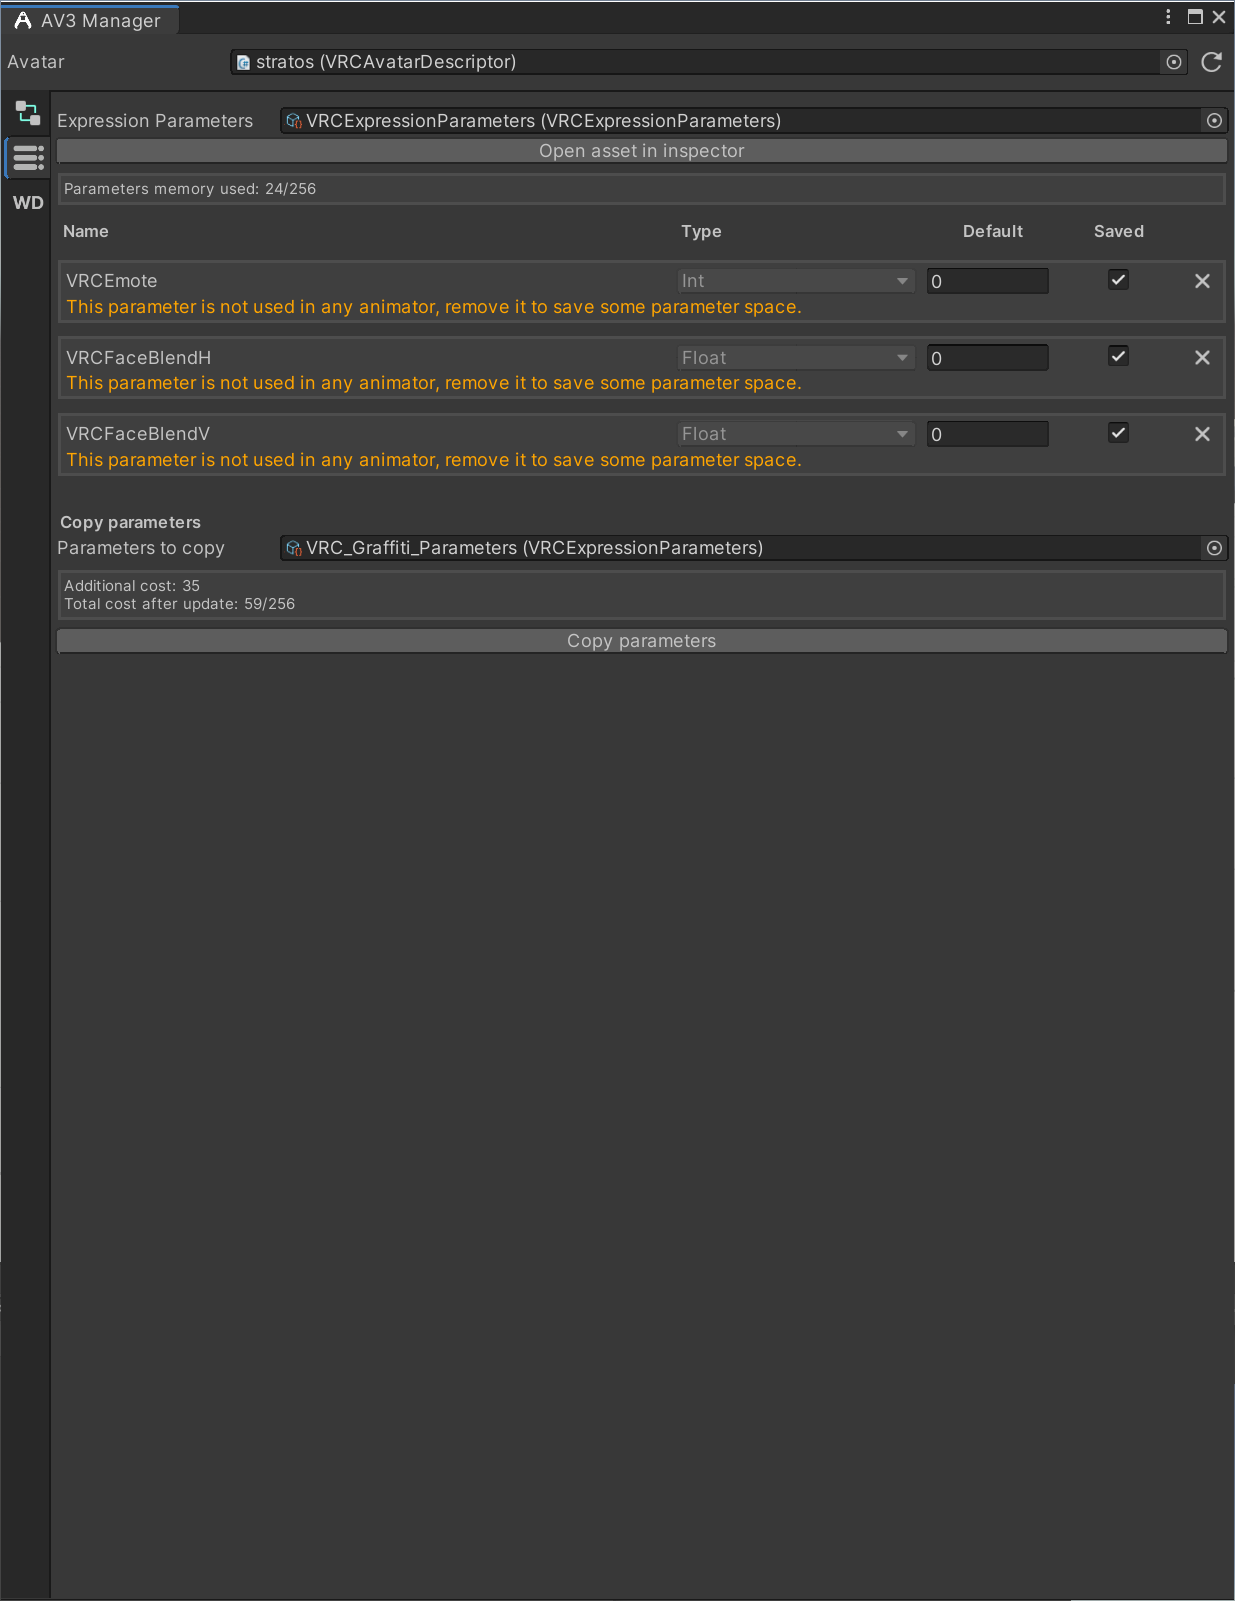 AV3 Manager
Avatar
stratos (VRCAvatarDescriptor)
Expression Parameters
VRCExpressionParameters (VRCExpressionParameters)
Open asset in inspector
WD
Parameters memory used: 24/256
Name Type Default Saved
VRCEmote Int 0
This parameter is not used in any animator, remove it to save some parameter space.
VRCFaceBlendH Float 0
This parameter is not used in any animator, remove it to save some parameter space.
VRCFaceBlendV Float 0
This parameter is not used in any animator, remove it to save some parameter space.
Copy parameters
Parameters to copy
VRC_Graffiti_Parameters (VRCExpressionParameters)
Additional cost: 35
Total cost after update: 59/256
Copy parameters